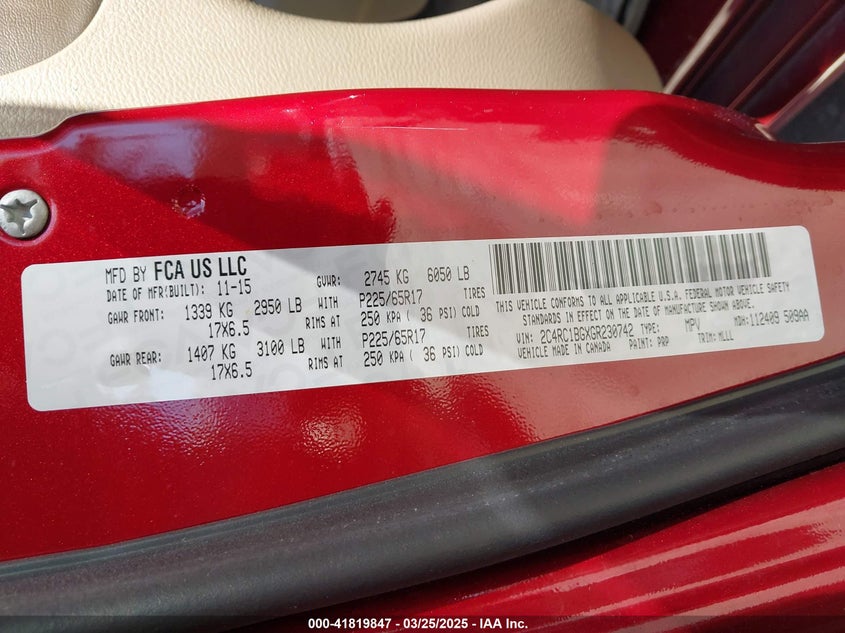 MFD BY FCA US LLC
DATE OF MFR(BUILT): 11-15 GVWR: 2745 KG 6050 LB
GAWR FRONT: 1339 KG 2950 LB WITH P225/65R17 TIRES
17X6.5 RIMS AT 250 KPA ( 36 PSI) COLD
GAWR REAR: 1407 KG 3100 LB WITH P225/65R17 TIRES
17X6.5 RIMS AT 250 KPA ( 36 PSI) COLD
THIS VEHICLE CONFORMS TO ALL APPLICABLE U.S.A. FEDERAL MOTOR VEHICLE SAFETY
STANDARDS IN EFFECT ON THE DATE OF MANUFACTURE SHOWN ABOVE.
VIN: 2C4RC1BGXGR230742 TYPE: MPV MDH: 112409 509AA
VEHICLE MADE IN CANADA PAINT: PRP TRIM: MLLL
000-41819847 — 03/25/2025 — IAA Inc.